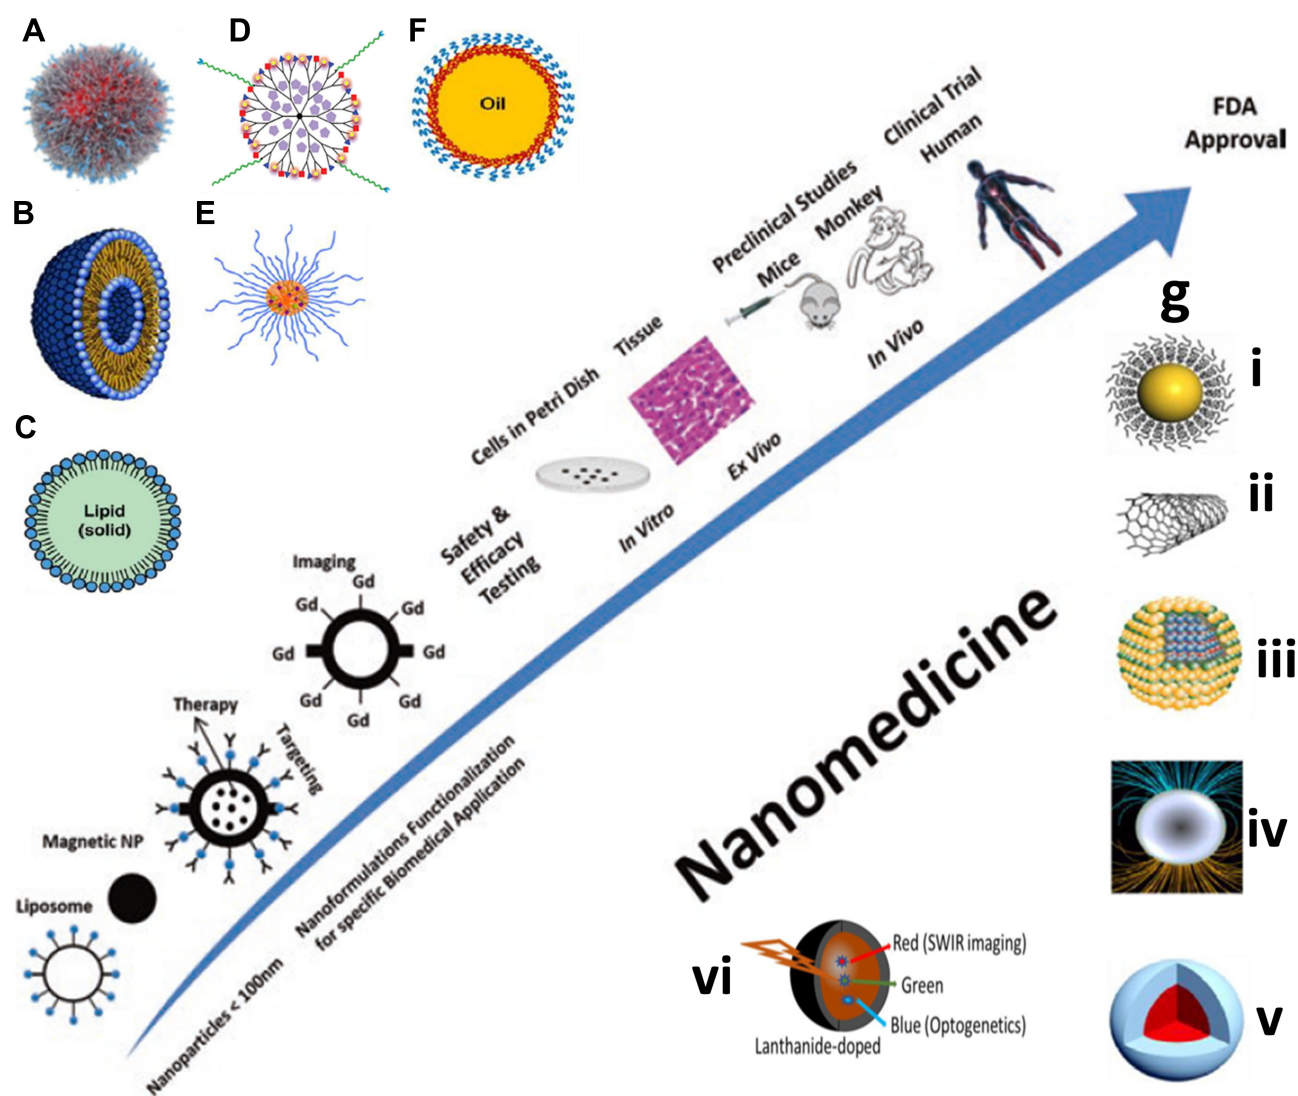 A
D
F
Oil
B
E
C
Lipid
(solid)
FDA
Approval
Clinical Trial
Human
Preclinical Studies
Mice
Monkey
In Vivo
Tissue
Cells in Petri Dish
Ex Vivo
In Vitro
Safety &
Efficacy
Testing
Imaging
Gd
Gd
Gd
Gd
Gd
Gd
Gd
Gd
Therapy
Targeting
Magnetic NP
Liposome
Nanoparticles < 100nm
Nanoformulations Functionalization
for specific Biomedical Application
Nanomedicine
g
i
ii
iii
iv
v
vi
Red (SWIR imaging)
Green
Blue (Optogenetics)
Lanthanide-doped